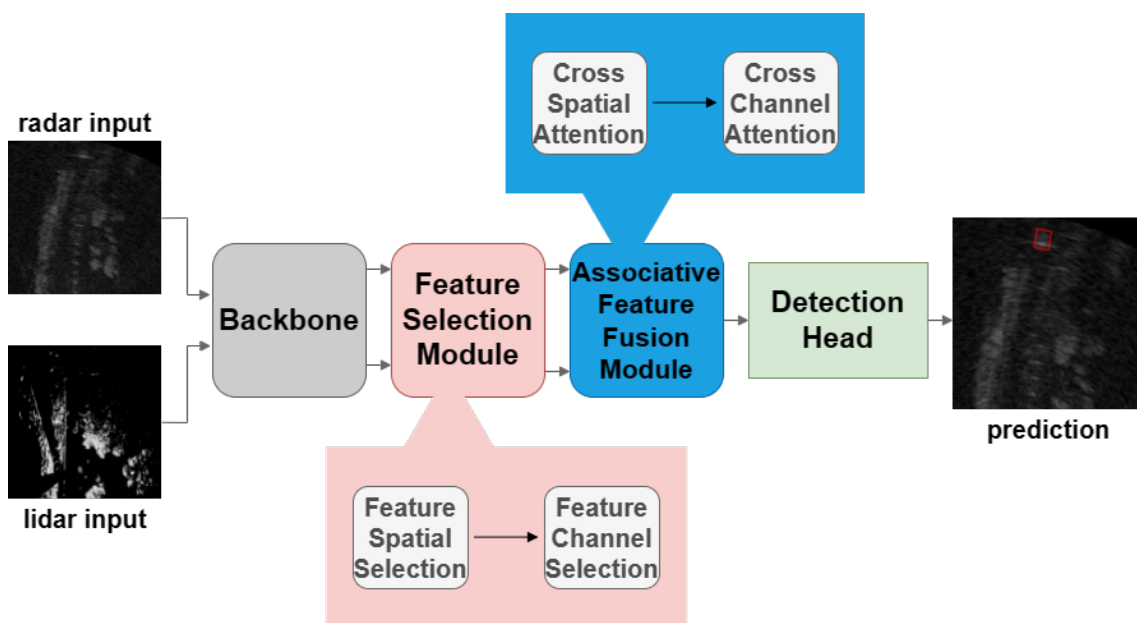 Cross
Spatial
Attention
Cross
Channel
Attention
radar input
lidar input
Backbone
Feature
Selection
Module
Associative
Feature
Fusion
Module
Detection
Head
prediction
Feature
Spatial
Selection
Feature
Channel
Selection